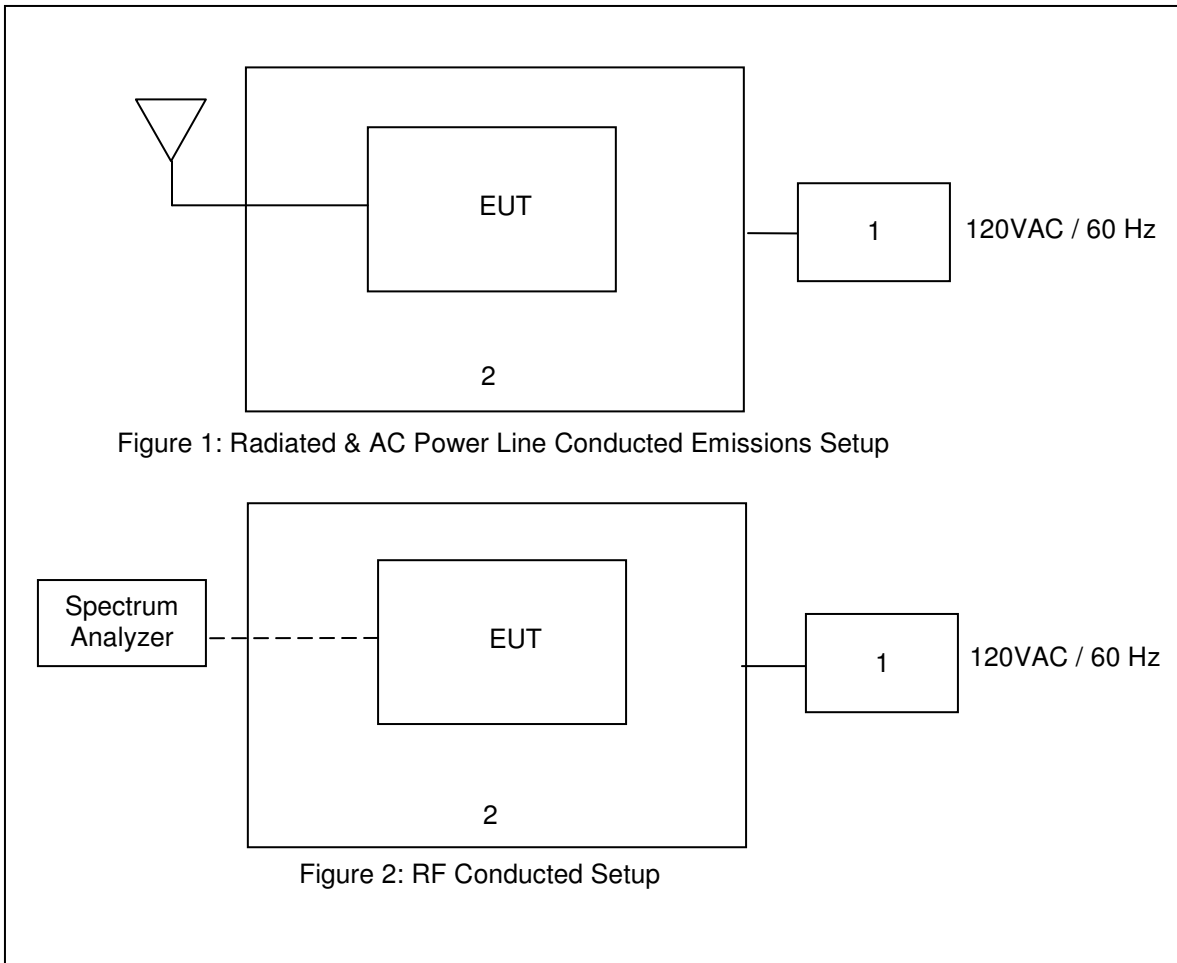 EUT
1
120VAC / 60 Hz
2
Figure 1: Radiated & AC Power Line Conducted Emissions Setup
Spectrum
Analyzer
EUT
1
120VAC / 60 Hz
2
Figure 2: RF Conducted Setup